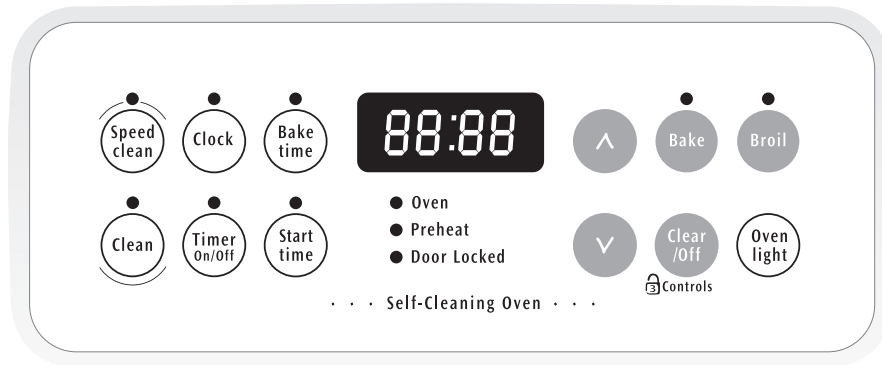 Speed
clean
Clock
Bake
time
88:88
∧
Bake
Broil
Clean
Timer
On/Off
Start
time
Oven
Preheat
Door Locked
∨
Clear
/Off
Oven
light
3 Controls
· · · Self-Cleaning Oven · · ·